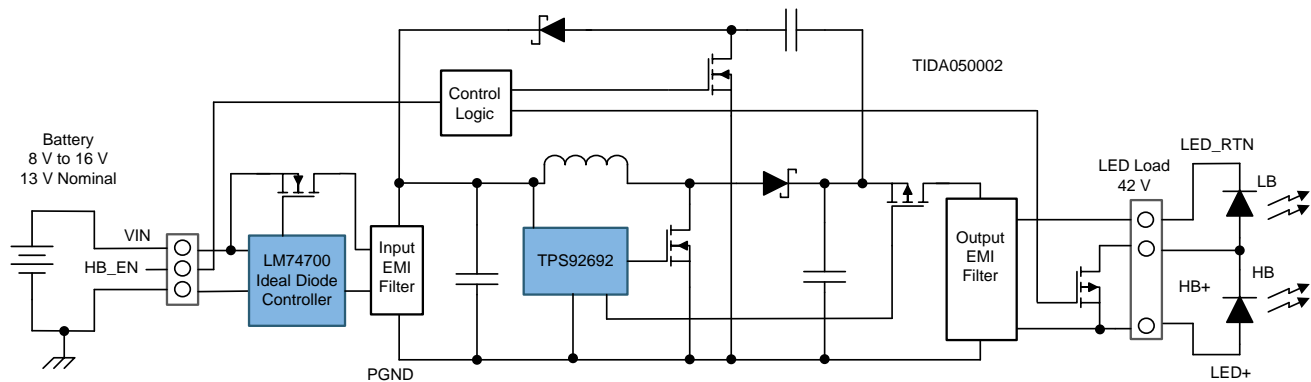 TIDA050002
Control
Logic
Battery
8 V to 16 V
13 V Nominal
LED_RTN
LED Load
42 V
LB
VIN
HB_EN
LM74700
Ideal Diode
Controller
Input
EMI
Filter
TPS92692
Output
EMI
Filter
HB+
HB
PGND
LED+